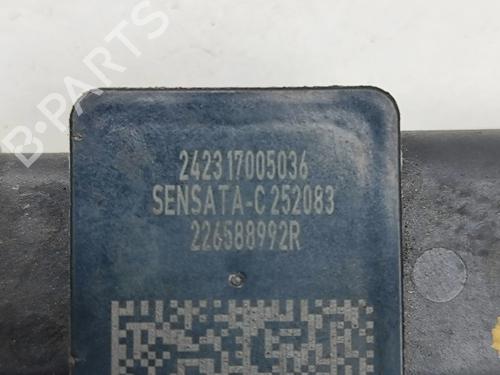 B-PARTS
242317005036
SENSATA-C 252083
226588992R